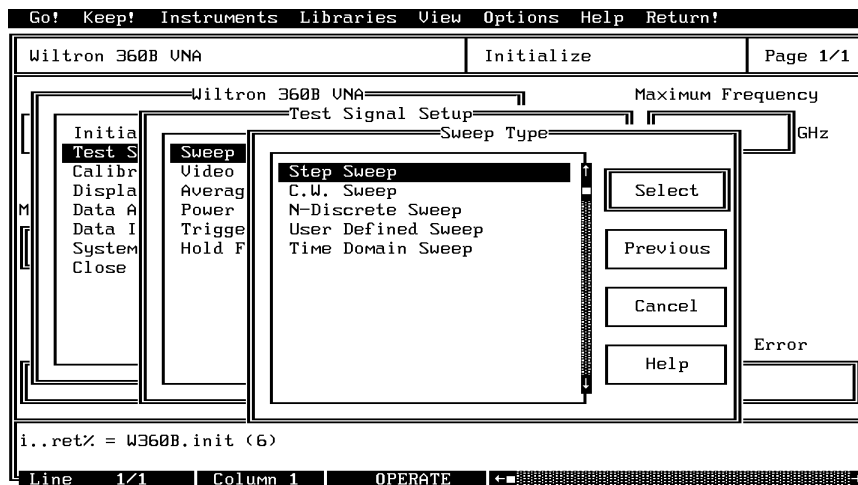 Go! Keep! Instruments Libraries View Options Help Return!
Wiltron 360B VNA Initialize Page 1/1
Wiltron 360B VNA Maximum Frequency
Test Signal Setup
Sweep Type GHz
Initia
Test S Sweep
Calibr Video Step Sweep
Displa Averag C.W. Sweep Select
M Data A Power N-Discrete Sweep
Data I Trigge User Defined Sweep
System Hold F Time Domain Sweep Previous
Close
Cancel
Error
Help
i..ret% = W360B.init (6)
Line 1/1 Column 1 OPERATE